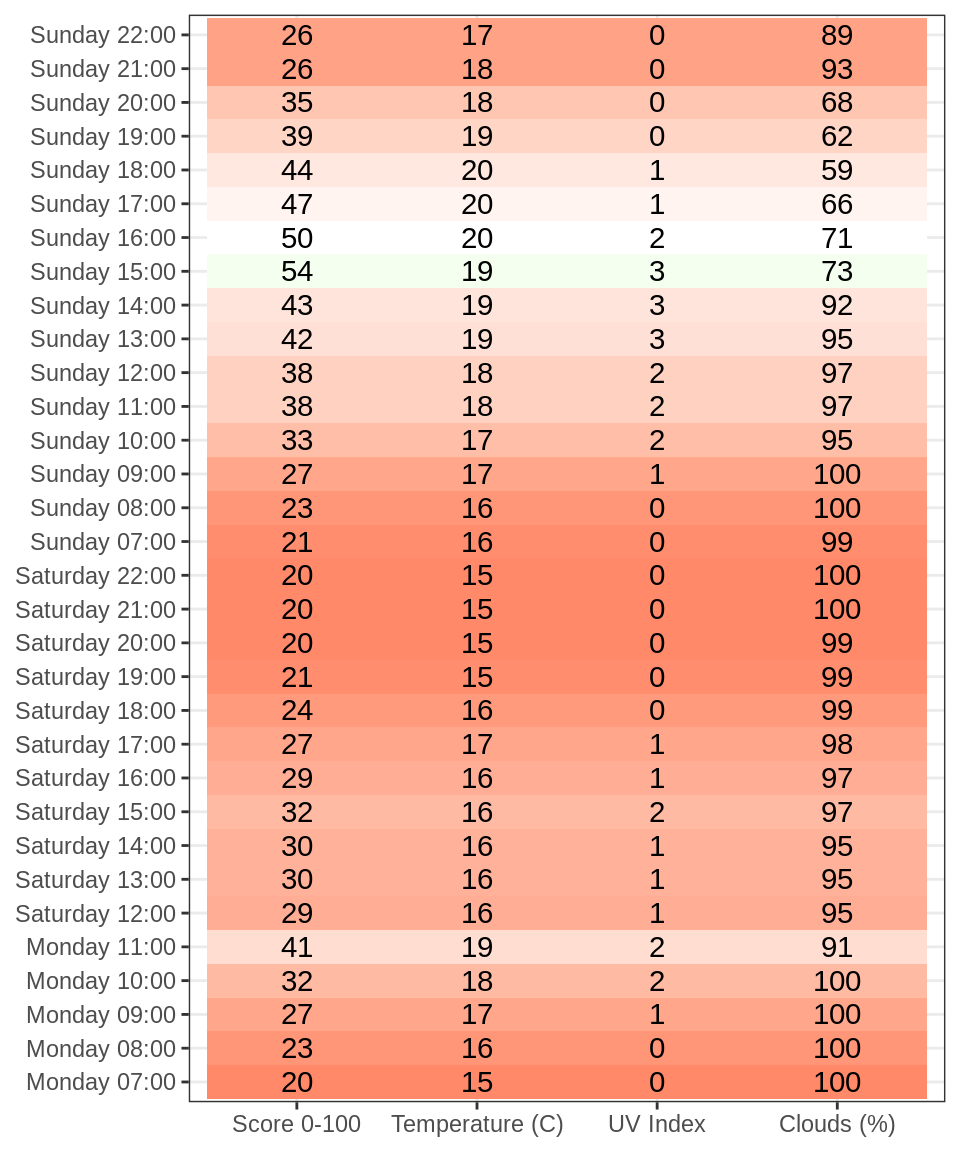 Sunday 22:00 26 17 0 89
Sunday 21:00 26 18 0 93
Sunday 20:00 35 18 0 68
Sunday 19:00 39 19 0 62
Sunday 18:00 44 20 1 59
Sunday 17:00 47 20 1 66
Sunday 16:00 50 20 2 71
Sunday 15:00 54 19 3 73
Sunday 14:00 43 19 3 92
Sunday 13:00 42 19 3 95
Sunday 12:00 38 18 2 97
Sunday 11:00 38 18 2 97
Sunday 10:00 33 17 2 95
Sunday 09:00 27 17 1 100
Sunday 08:00 23 16 0 100
Sunday 07:00 21 16 0 99
Saturday 22:00 20 15 0 100
Saturday 21:00 20 15 0 100
Saturday 20:00 20 15 0 99
Saturday 19:00 21 15 0 99
Saturday 18:00 24 16 0 99
Saturday 17:00 27 17 1 98
Saturday 16:00 29 16 1 97
Saturday 15:00 32 16 2 97
Saturday 14:00 30 16 1 95
Saturday 13:00 30 16 1 95
Saturday 12:00 29 16 1 95
Monday 11:00 41 19 2 91
Monday 10:00 32 18 2 100
Monday 09:00 27 17 1 100
Monday 08:00 23 16 0 100
Monday 07:00 20 15 0 100
Score 0-100 Temperature (C) UV Index Clouds (%)